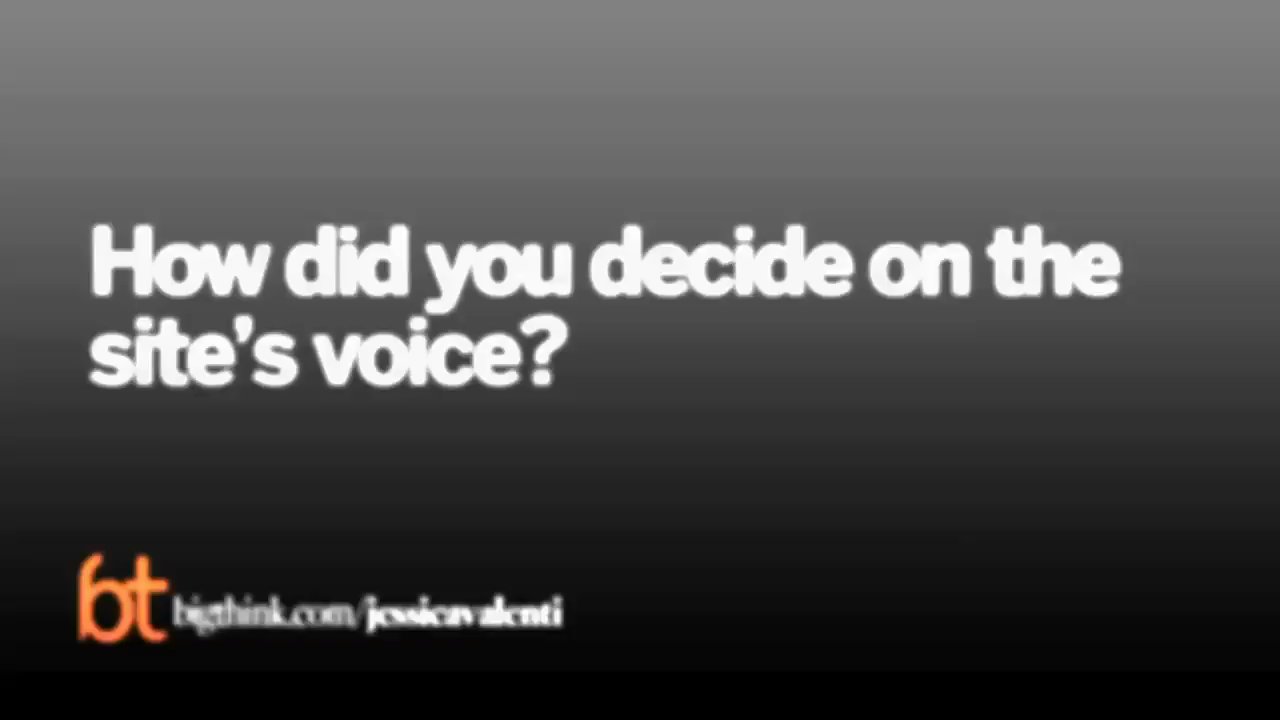 How did you decide on the
site's voice?
bt bigthink.com/jessicavalenti